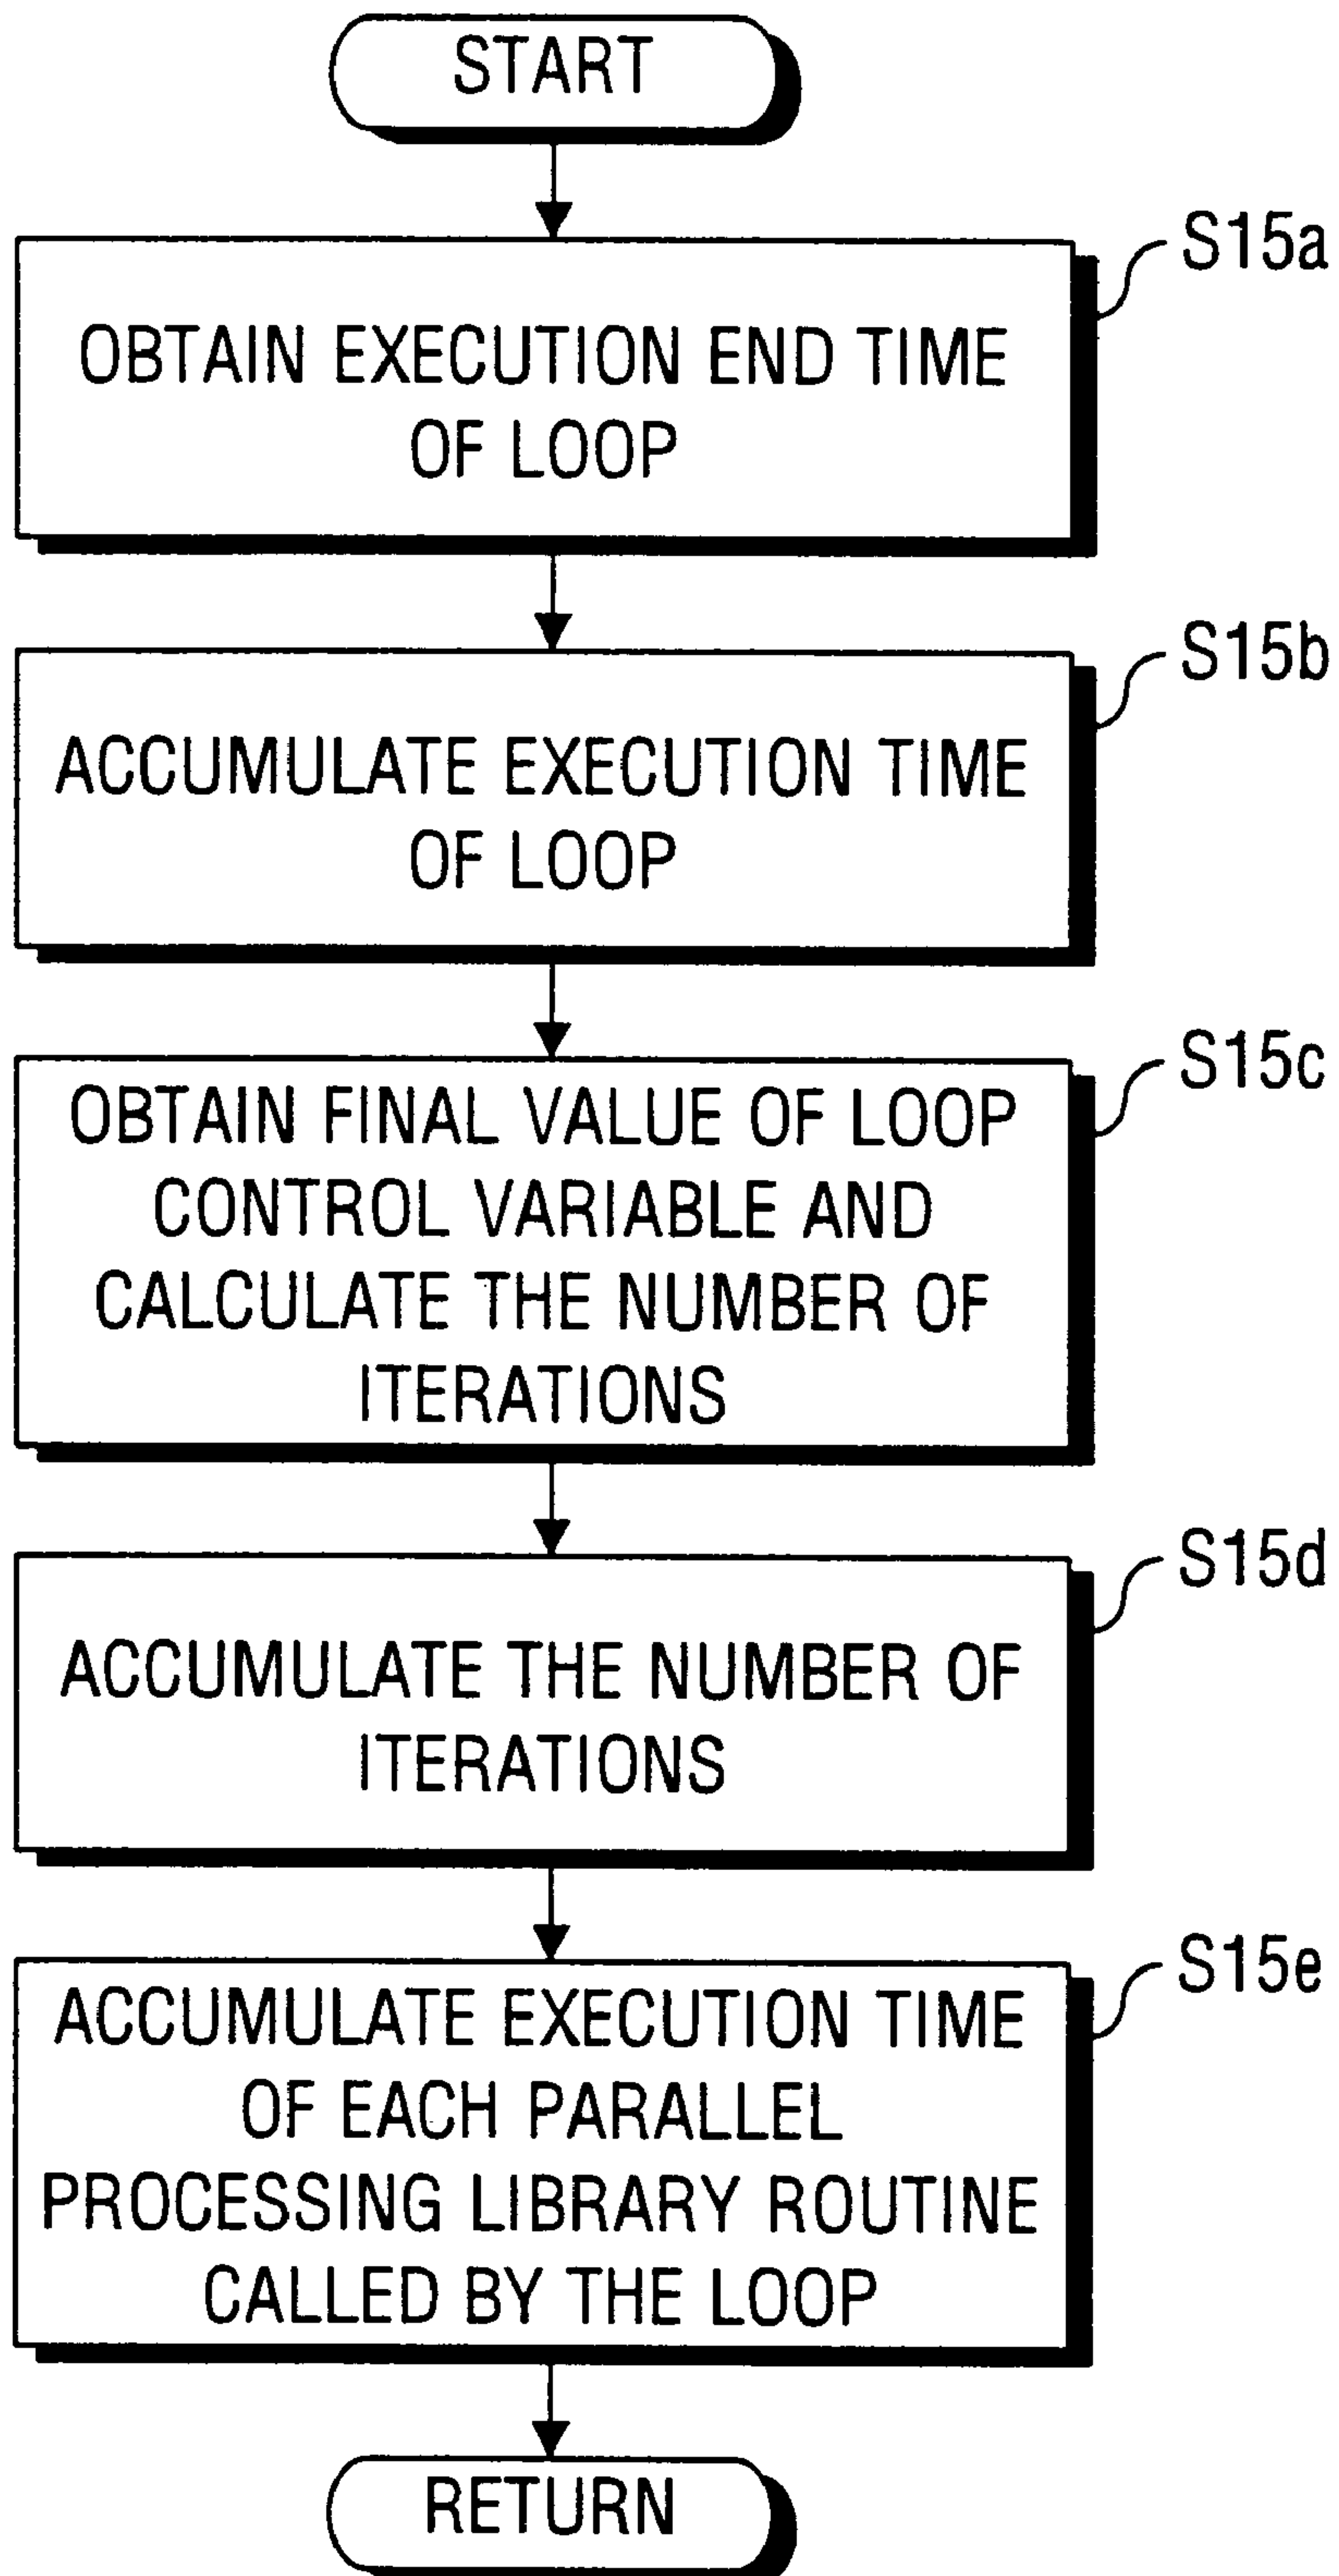 START
S15a
OBTAIN EXECUTION END TIME
OF LOOP
S15b
ACCUMULATE EXECUTION TIME
OF LOOP
S15c
OBTAIN FINAL VALUE OF LOOP
CONTROL VARIABLE AND
CALCULATE THE NUMBER OF
ITERATIONS
S15d
ACCUMULATE THE NUMBER OF
ITERATIONS
S15e
ACCUMULATE EXECUTION TIME
OF EACH PARALLEL
PROCESSING LIBRARY ROUTINE
CALLED BY THE LOOP
RETURN